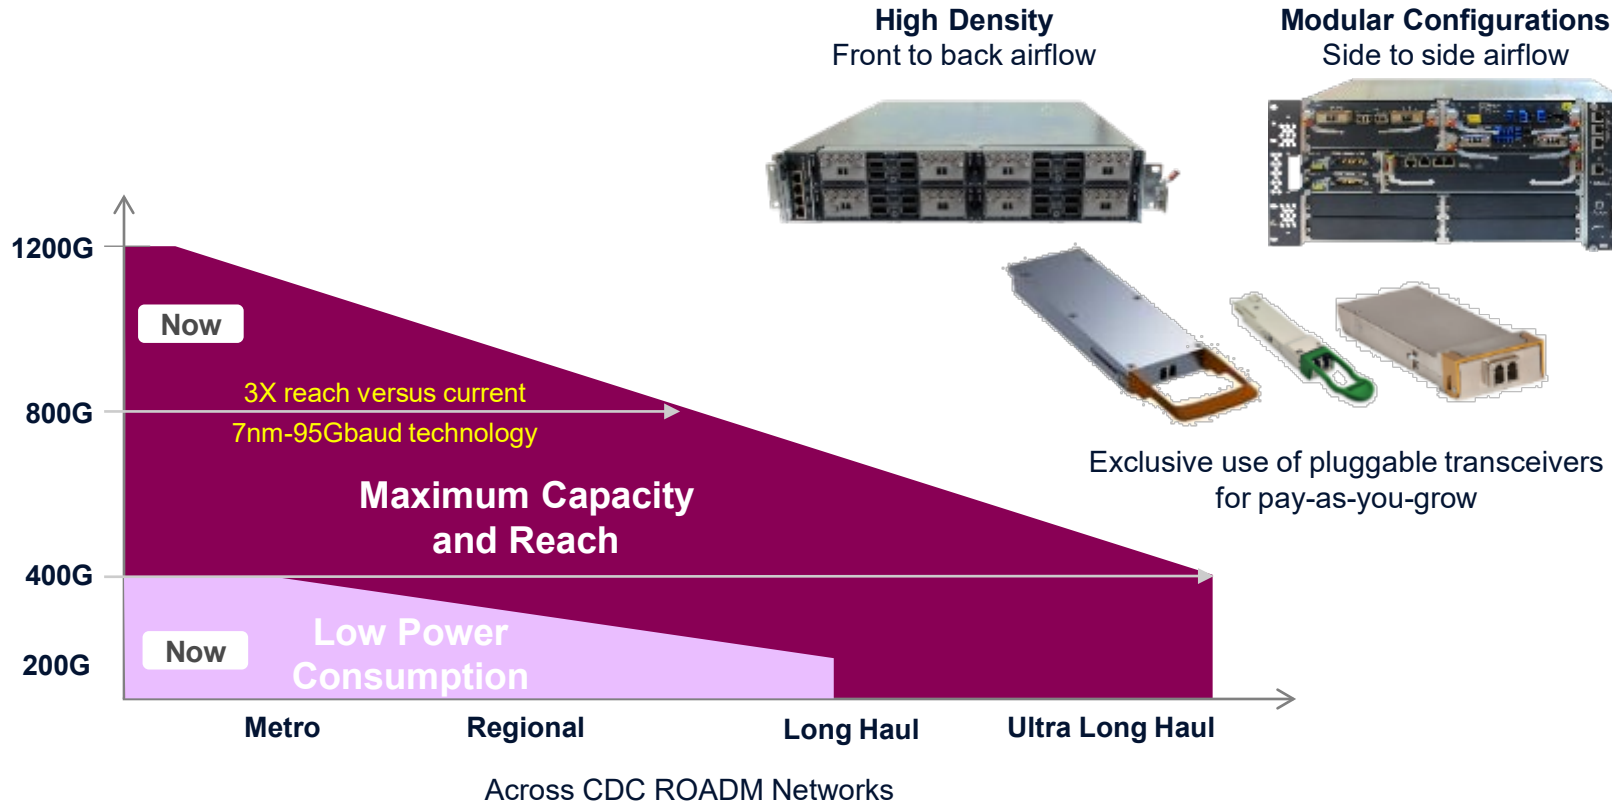 High Density
Front to back airflow
Modular Configurations
Side to side airflow
1200G
Now
3X reach versus current
800G
7nm-95Gbaud technology
Exclusive use of pluggable transceivers
for pay-as-you-grow
Maximum Capacity
and Reach
400G
Low Power
Now
Consumption
200G
Metro
Regional
Long Haul
Ultra Long Haul
Across CDC ROADM Networks